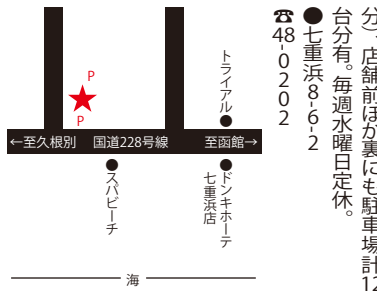 分）、店舗前ほか裏にも駐車場計12
台分有。毎週水曜日定休。
●七重浜8-6-2
☎48-0202
P
P
トライアル●
←至久根別　国道228号線　至函館→
●スパビーチ
●ドンキホーテ
七重浜店
海